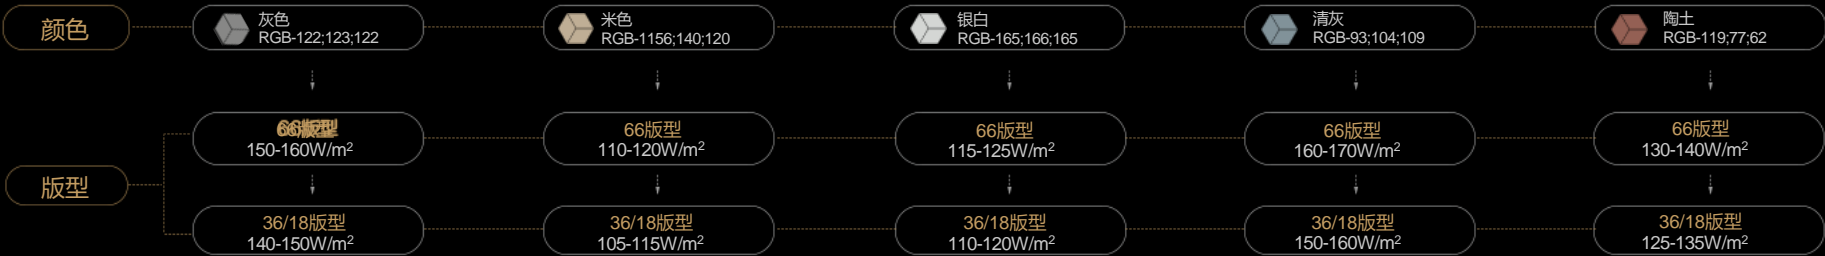 颜色
灰色
RGB-122;123;122
米色
RGB-1156;140;120
银白
RGB-165;166;165
清灰
RGB-93;104;109
陶土
RGB-119;77;62
版型
66版型
150-160W/m²
66版型
110-120W/m²
66版型
115-125W/m²
66版型
160-170W/m²
66版型
130-140W/m²
36/18版型
140-150W/m²
36/18版型
105-115W/m²
36/18版型
110-120W/m²
36/18版型
150-160W/m²
36/18版型
125-135W/m²